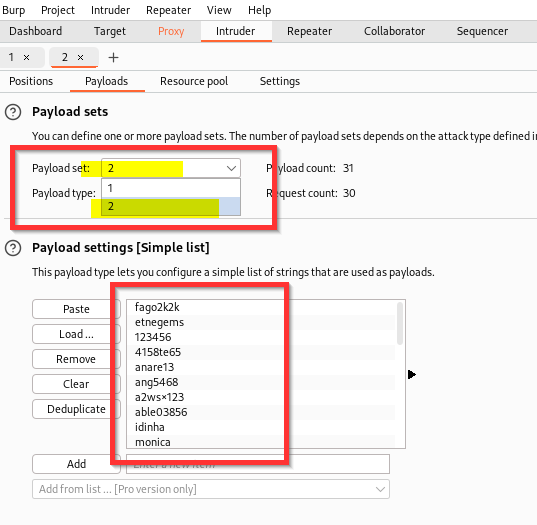 Burp Project Intruder Repeater View Help
Dashboard Target Proxy Intruder Repeater Collaborator Sequencer
1 × 2 × +
Positions Payloads Resource pool Settings
? Payload sets
You can define one or more payload sets. The number of payload sets depends on the attack type defined in
Payload set: 2 Payload count: 31
1
Payload type: Request count: 30
2
? Payload settings [Simple list]
This payload type lets you configure a simple list of strings that are used as payloads.
Paste fago2k2k
etnegems
Load ... 123456
4158te65
Remove anare13
ang5468
Clear a2ws×123
Deduplicate able03856
idinha
monica
Add Enter a new item
Add from list ... [Pro version only]